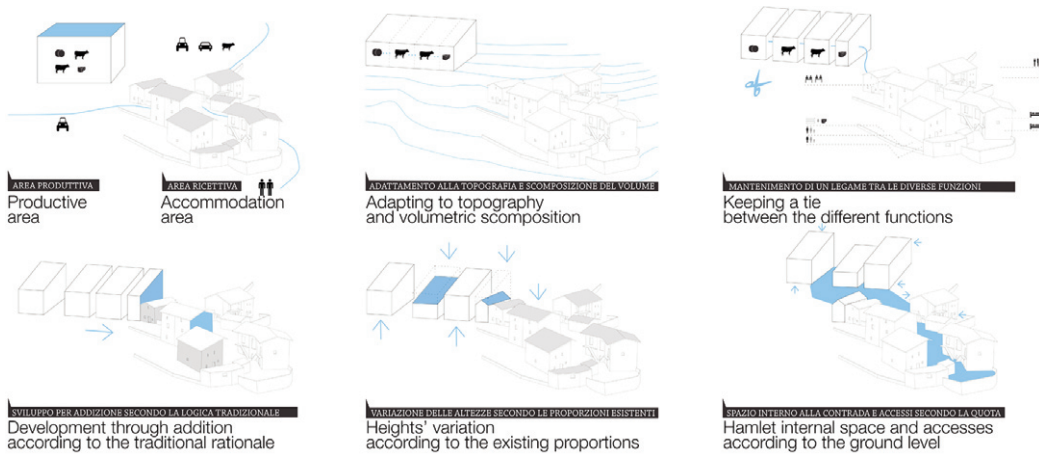 AREA PRODUTTIVA
Productive
area
AREA RICETTIVA
Accommodation
area
ADATTAMENTO ALLA TOPOGRAFIA E SCOMPOSIZIONE DEL VOLUME
Adapting to topography
and volumetric scomposition
MANTENIMENTO DI UN LEGAME TRA LE DIVERSE FUNZIONI
Keeping a tie
between the different functions
SVILUPPO PER ADDIZIONE SECONDO LA LOGICA TRADIZIONALE
Development through addition
according to the traditional rationale
VARIAZIONE DELLE ALTEZZE SECONDO LE PROPORZIONI ESISTENTI
Heights' variation
according to the existing proportions
SPAZIO INTERNO ALLA CONTRADA E ACCESSI SECONDO LA QUOTA
Hamlet internal space and accesses
according to the ground level